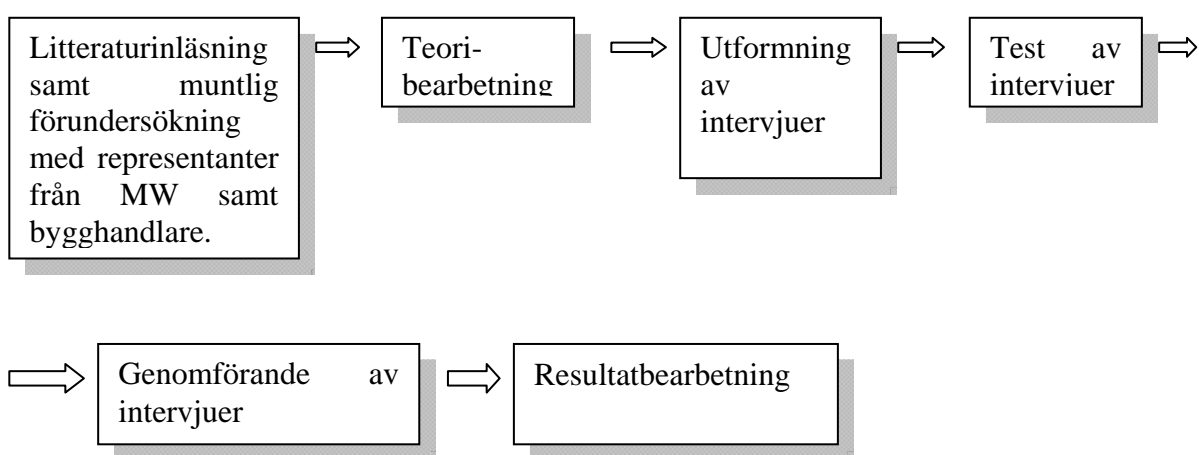 Litteraturinläsning
samt muntlig
förundersökning
med representanter
från MW samt
bygghandlare.
Teori-
bearbetning
Utformning
av
intervjuer
Test av
intervjuer
Genomförande av
intervjuer
Resultatbearbetning